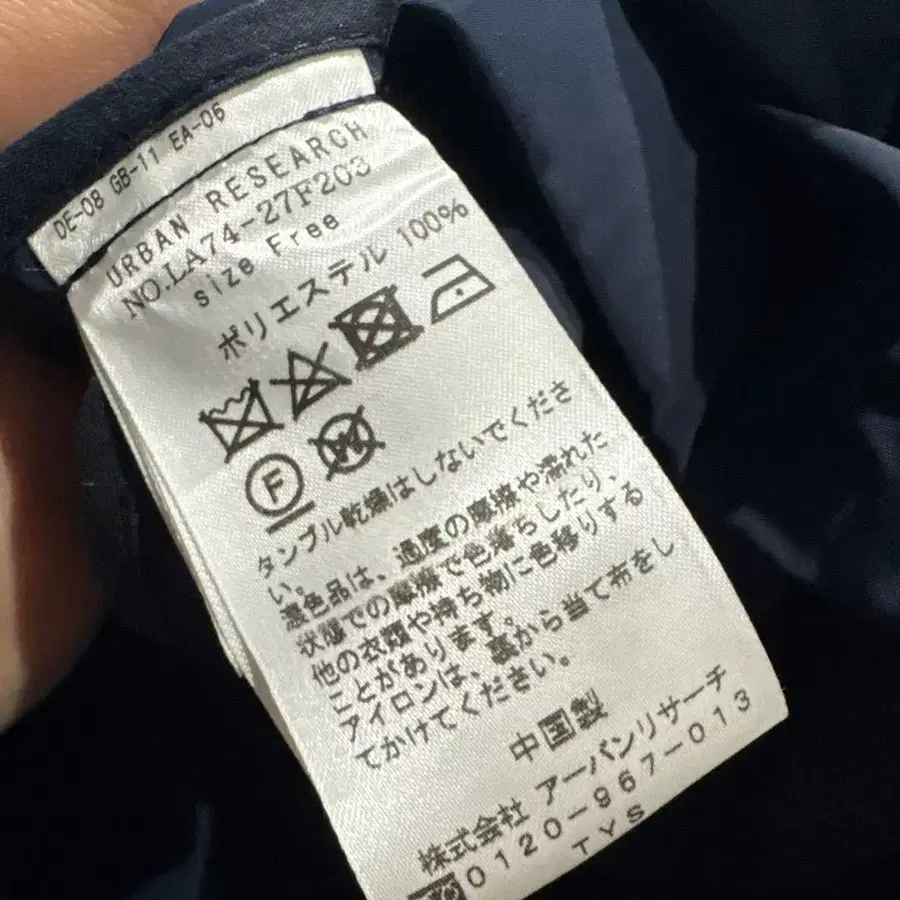 DE-08 GB-11 EA-06
URBAN RESEARCH
NO.LA74-27F203
size Free
ポリエステル 100%
F
W
タンブル乾燥はしないでくださ
い。
濃色品は、過度の摩擦や濡れた
状態での摩擦で色落ちしたり、
他の衣類や持ち物に色移りする
ことがあります。
アイロンは、裏から当て布をし
てかけてください。
中国製
株式会社 アーバンリサーチ
0120-967-013
TYS